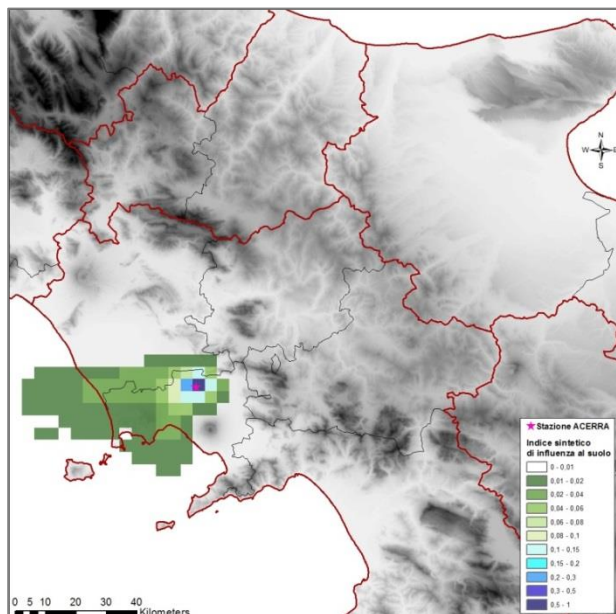 N
W E
S
Stazione ACERRA
Indice sintetico
di influenza al suolo
0 - 0,01
0,01 - 0,02
0,02 - 0,04
0,04 - 0,06
0,06 - 0,08
0,08 - 0,1
0,1 - 0,15
0,15 - 0,2
0,2 - 0,3
0,3 - 0,5
0,5 - 1
0 5 10 20 30 40
Kilometers